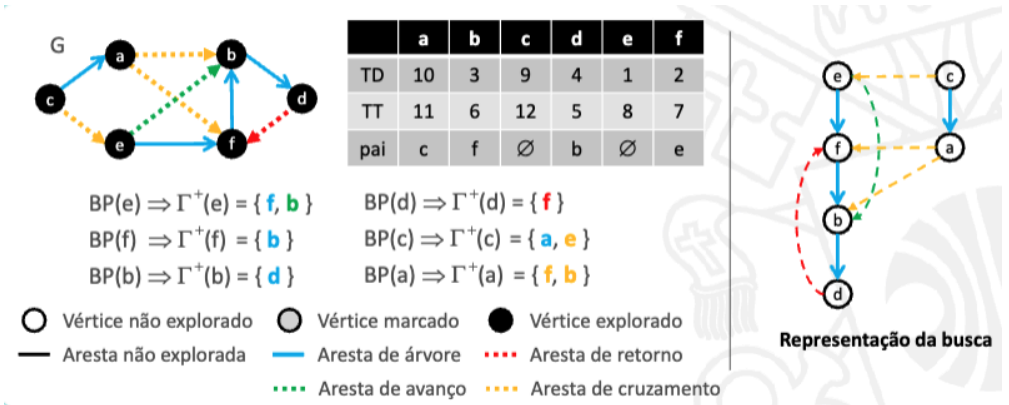 G
a
b
c
d
e
f
a b c d e f
TD 10 3 9 4 1 2
TT 11 6 12 5 8 7
pai c f ∅ b ∅ e
BP(e) ⇒ Γ⁺(e) = { f, b }
BP(f) ⇒ Γ⁺(f) = { b }
BP(b) ⇒ Γ⁺(b) = { d }
BP(d) ⇒ Γ⁺(d) = { f }
BP(c) ⇒ Γ⁺(c) = { a, e }
BP(a) ⇒ Γ⁺(a) = { f, b }
Vértice não explorado
Vértice marcado
Vértice explorado
Aresta não explorada
Aresta de árvore
Aresta de retorno
Aresta de avanço
Aresta de cruzamento
e
c
f
a
b
d
Representação da busca